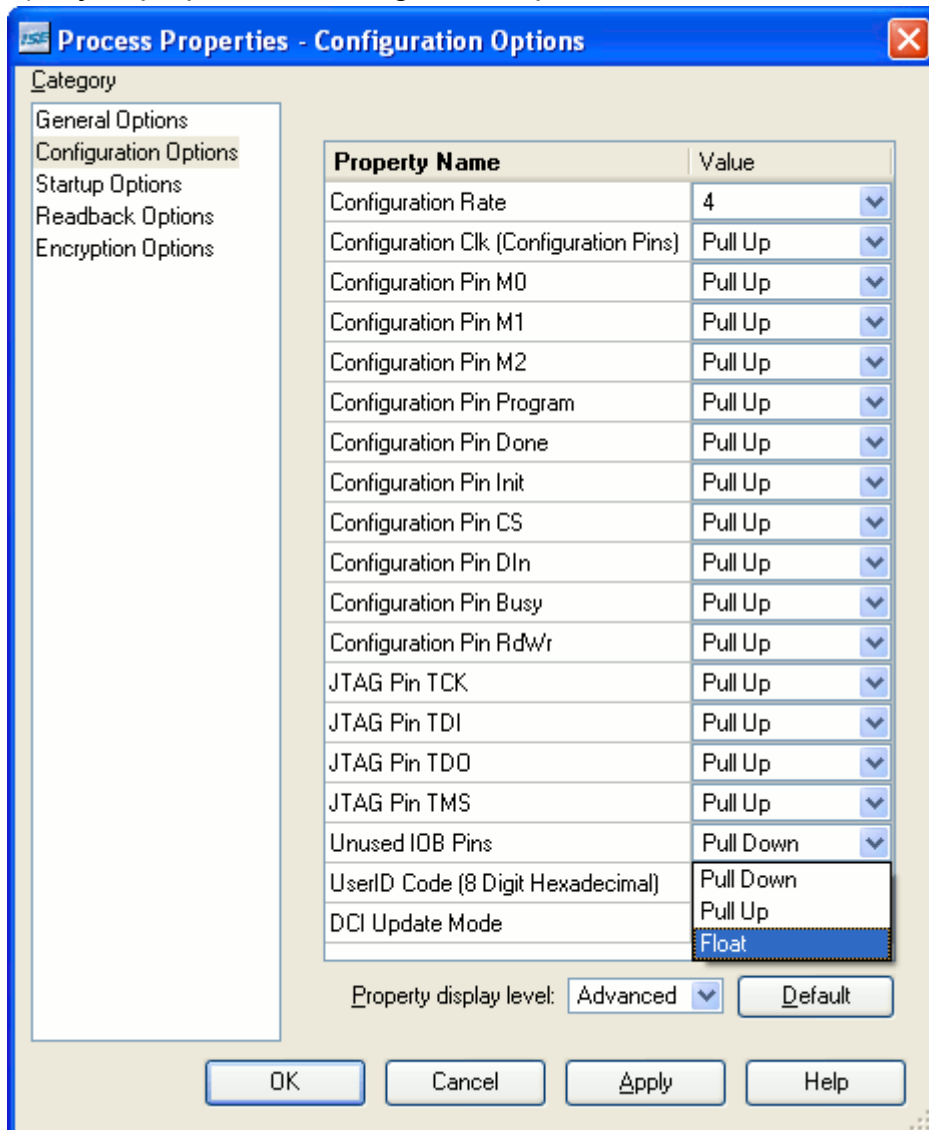 ISE Process Properties - Configuration Options
Category
General Options
Configuration Options
Startup Options
Readback Options
Encryption Options
Property Name Value
Configuration Rate 4
Configuration Clk (Configuration Pins) Pull Up
Configuration Pin M0 Pull Up
Configuration Pin M1 Pull Up
Configuration Pin M2 Pull Up
Configuration Pin Program Pull Up
Configuration Pin Done Pull Up
Configuration Pin Init Pull Up
Configuration Pin CS Pull Up
Configuration Pin DIn Pull Up
Configuration Pin Busy Pull Up
Configuration Pin RdWr Pull Up
JTAG Pin TCK Pull Up
JTAG Pin TDI Pull Up
JTAG Pin TDO Pull Up
JTAG Pin TMS Pull Up
Unused IOB Pins Pull Down
UserID Code (8 Digit Hexadecimal) Pull Down
Pull Up
DCI Update Mode
Float
Property display level: Advanced Default
OK Cancel Apply Help